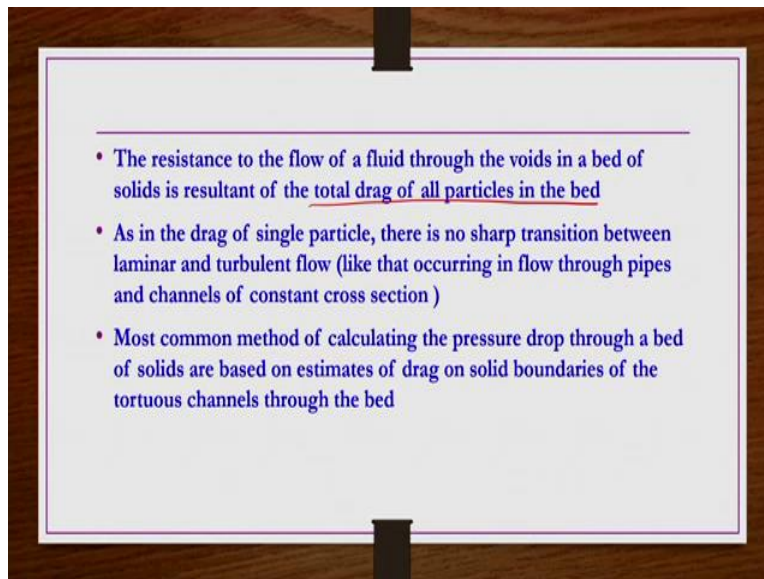 • The resistance to the flow of a fluid through the voids in a bed of
solids is resultant of the total drag of all particles in the bed
• As in the drag of single particle, there is no sharp transition between
laminar and turbulent flow (like that occurring in flow through pipes
and channels of constant cross section )
• Most common method of calculating the pressure drop through a bed
of solids are based on estimates of drag on solid boundaries of the
tortuous channels through the bed